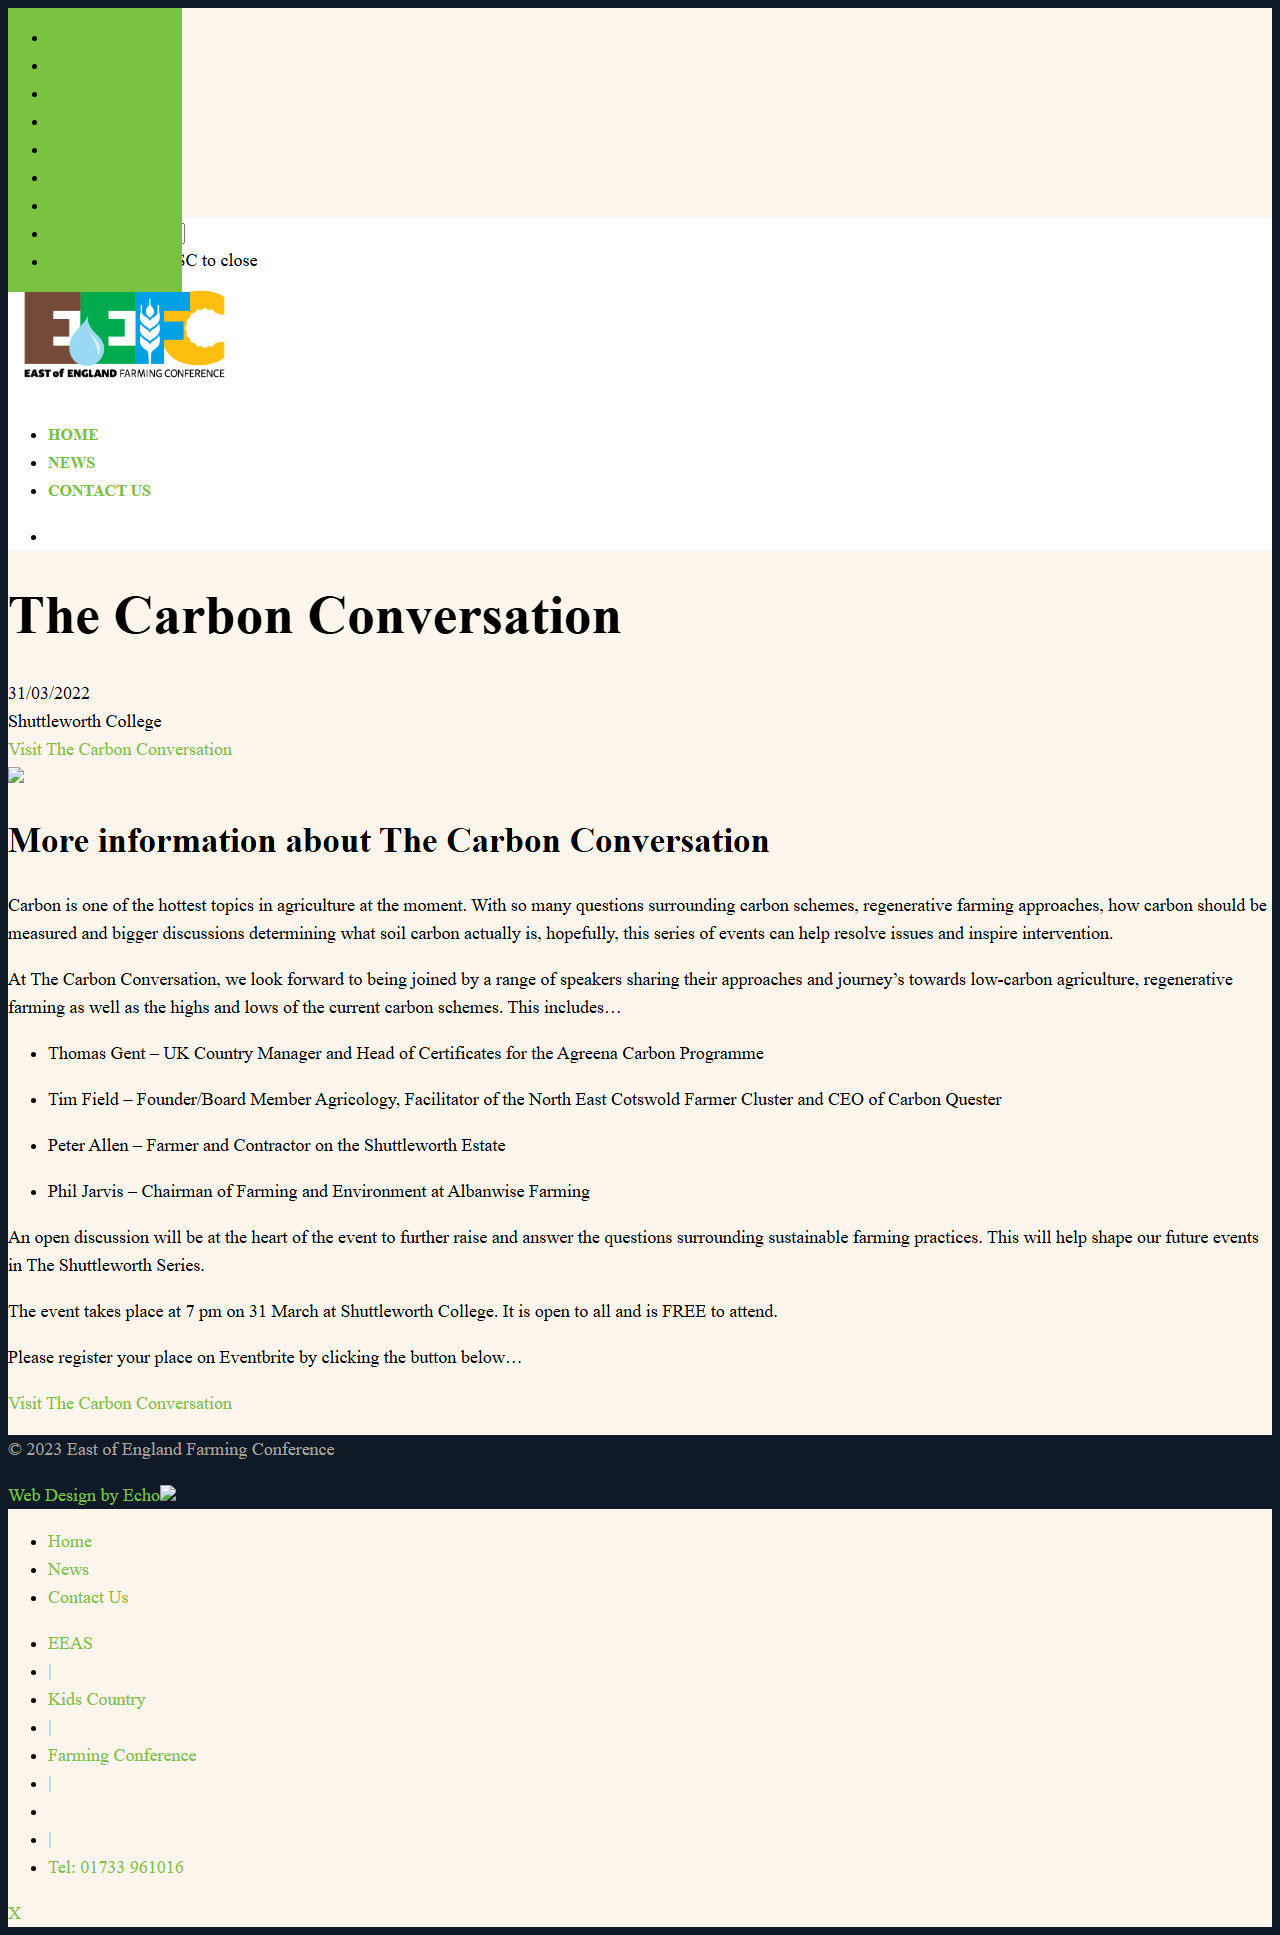 SC to close
EEFC
EAST of ENGLAND FARMING CONFERENCE
HOME
NEWS
CONTACT US
The Carbon Conversation
31/03/2022
Shuttleworth College
Visit The Carbon Conversation
More information about The Carbon Conversation
Carbon is one of the hottest topics in agriculture at the moment. With so many questions surrounding carbon schemes, regenerative farming approaches, how carbon should be
measured and bigger discussions determining what soil carbon actually is, hopefully, this series of events can help resolve issues and inspire intervention.
At The Carbon Conversation, we look forward to being joined by a range of speakers sharing their approaches and journey’s towards low-carbon agriculture, regenerative
farming as well as the highs and lows of the current carbon schemes. This includes…
Thomas Gent – UK Country Manager and Head of Certificates for the Agreena Carbon Programme
Tim Field – Founder/Board Member Agricology, Facilitator of the North East Cotswold Farmer Cluster and CEO of Carbon Quester
Peter Allen – Farmer and Contractor on the Shuttleworth Estate
Phil Jarvis – Chairman of Farming and Environment at Albanwise Farming
An open discussion will be at the heart of the event to further raise and answer the questions surrounding sustainable farming practices. This will help shape our future events
in The Shuttleworth Series.
The event takes place at 7 pm on 31 March at Shuttleworth College. It is open to all and is FREE to attend.
Please register your place on Eventbrite by clicking the button below…
Visit The Carbon Conversation
© 2023 East of England Farming Conference
Web Design by Echo
Home
News
Contact Us
EEAS
|
Kids Country
|
Farming Conference
|
|
Tel: 01733 961016
X